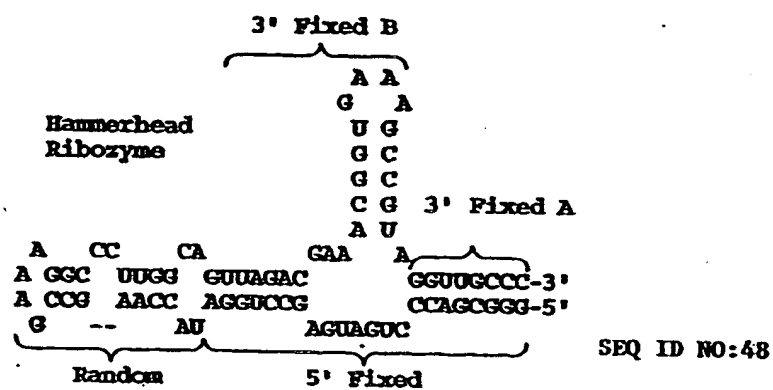 3' Fixed B
A A
G A
Hammerhead
U G
Ribozyme
G C
G C
C G 3' Fixed A
A U
A CC CA GAA A
A GGC UUGG GUUAGAC GGUUGCCC-3'
A CCG AACC AGGUCCG CCAGCGGG-5'
G -- AU AGUAGUC
SEQ ID NO:48
Random 5' Fixed